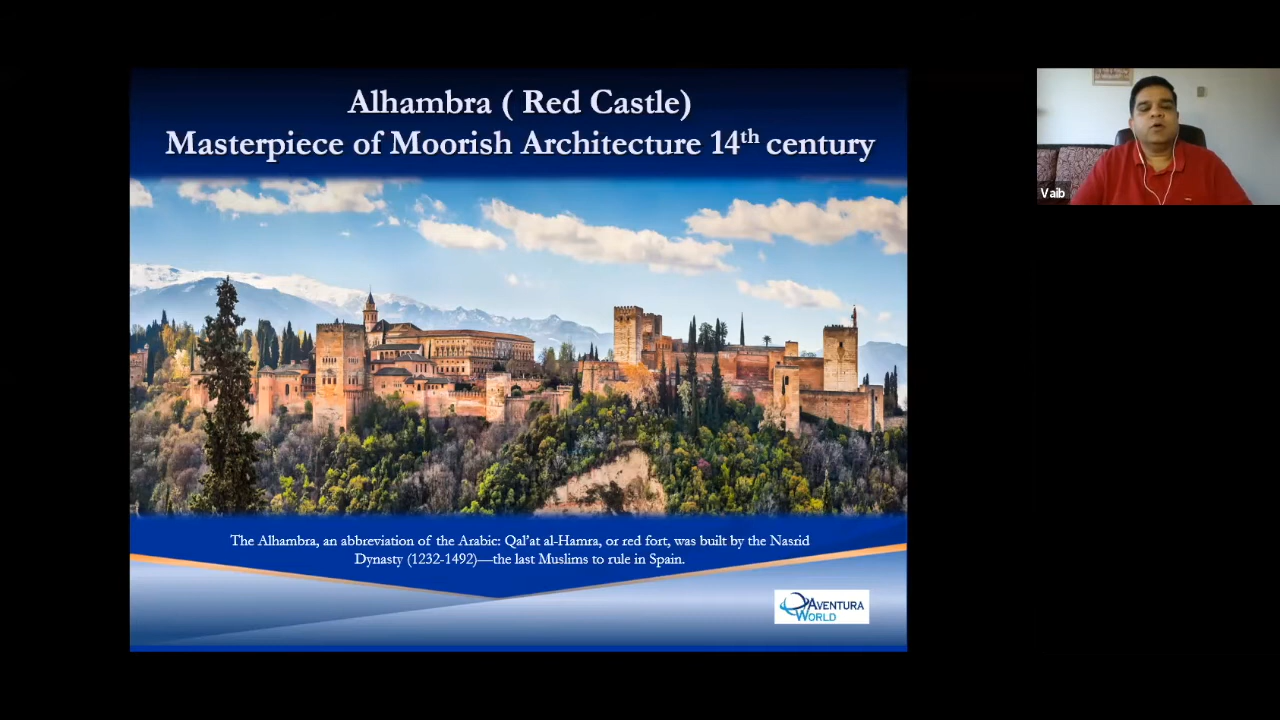 Alhambra ( Red Castle)
Masterpiece of Moorish Architecture 14th century
Vaib
The Alhambra, an abbreviation of the Arabic: Qal'at al-Hamra, or red fort, was built by the Nasrid
Dynasty (1232-1492)—the last Muslims to rule in Spain.
AVENTURA
WORLD